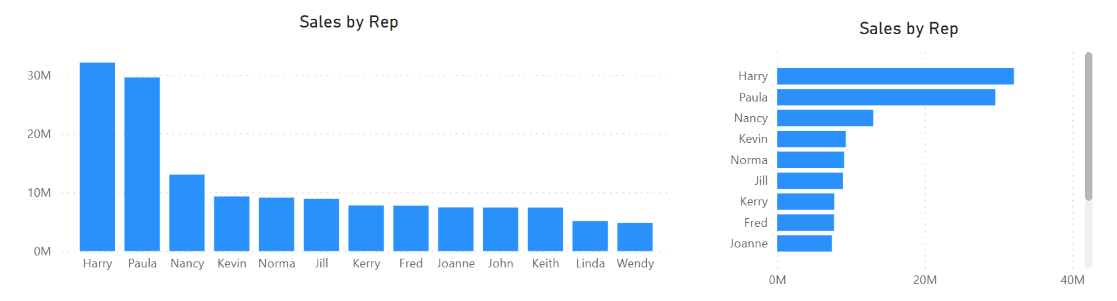 Sales by Rep
30M
20M
10M
0M
Harry Paula Nancy Kevin Norma Jill Kerry Fred Joanne John Keith Linda Wendy
Sales by Rep
Harry
Paula
Nancy
Kevin
Norma
Jill
Kerry
Fred
Joanne
0M 20M 40M